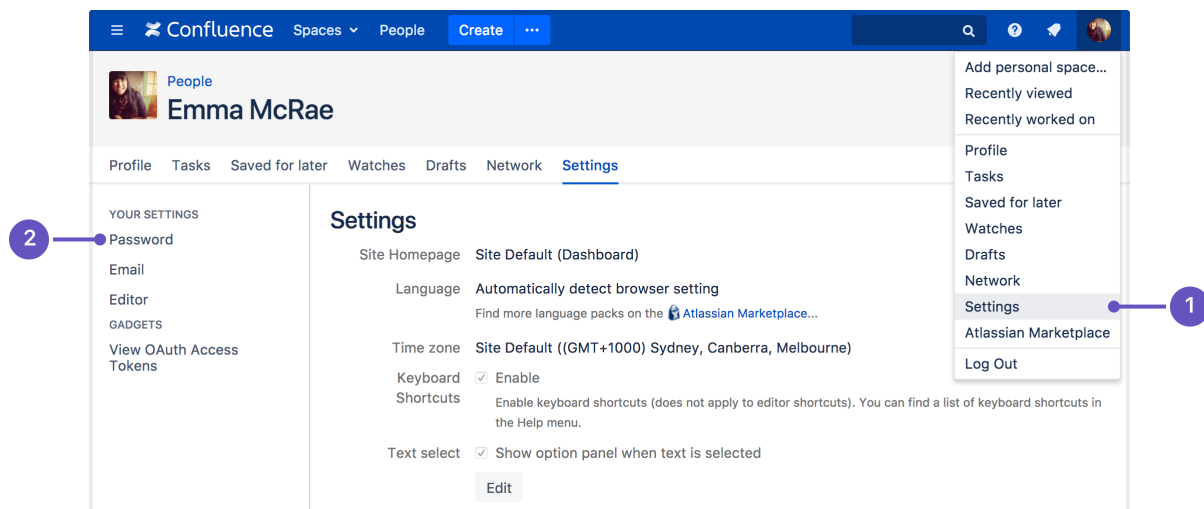 Confluence Spaces People Create ...
People
Emma McRae
Profile Tasks Saved for later Watches Drafts Network Settings
YOUR SETTINGS
Password
Email
Editor
GADGETS
View OAuth Access
Tokens
2
Settings
Site Homepage Site Default (Dashboard)
Language Automatically detect browser setting
Find more language packs on the Atlassian Marketplace...
Time zone Site Default ((GMT+1000) Sydney, Canberra, Melbourne)
Keyboard Enable
Shortcuts Enable keyboard shortcuts (does not apply to editor shortcuts). You can find a list of keyboard shortcuts in
the Help menu.
Text select Show option panel when text is selected
Edit
Add personal space...
Recently viewed
Recently worked on
Profile
Tasks
Saved for later
Watches
Drafts
Network
Settings
Atlassian Marketplace
Log Out
1